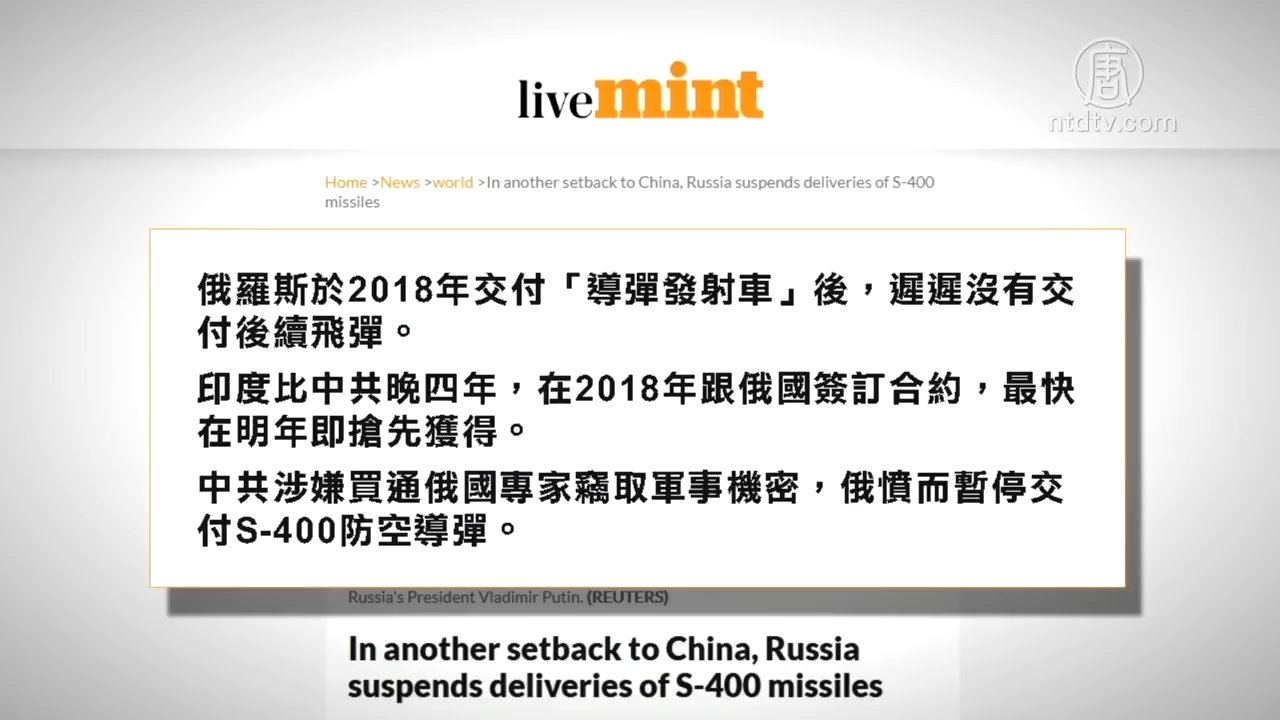 livemint
唐
ntdtv.com
Home >News >world >In another setback to China, Russia suspends deliveries of S-400
missiles
俄羅斯於2018年交付「導彈發射車」後，遲遲沒有交
付後續飛彈。
印度比中共晚四年，在2018年跟俄國簽訂合約，最快
在明年即搶先獲得。
中共涉嫌買通俄國專家竊取軍事機密，俄憤而暫停交
付S-400防空導彈。
Russia's President Vladimir Putin. (REUTERS)
In another setback to China, Russia
suspends deliveries of S-400 missiles